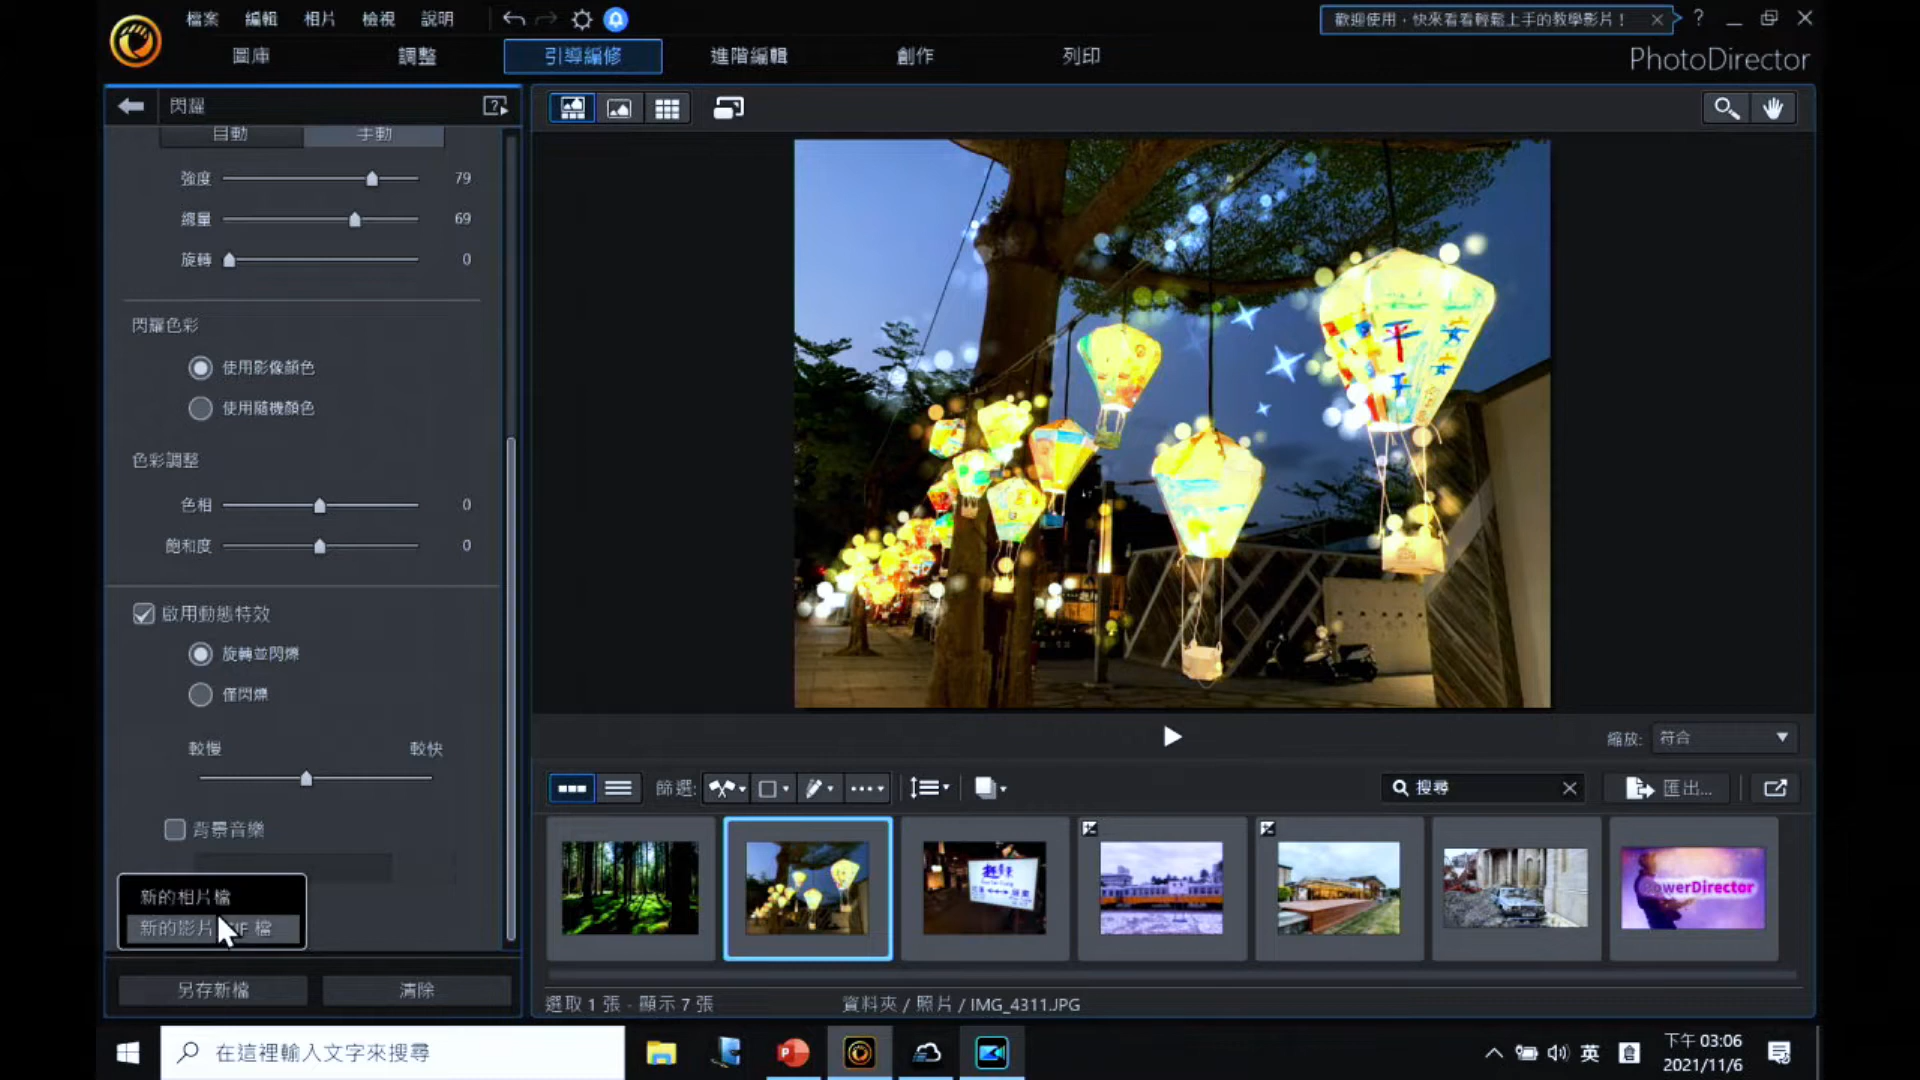 檔案 編輯 相片 檢視 說明
歡迎使用，快來看看輕鬆上手的教學影片！
圖庫 調整 引導編修 進階編輯 創作 列印
PhotoDirector
閃耀
自動 手動
強度 79
總量 69
旋轉 0
閃耀色彩
使用影像顏色
使用隨機顏色
色彩調整
色相 0
飽和度 0
啟用動態特效
旋轉並閃爍
僅閃爍
較慢 較快
背景音樂
新的相片檔
新的影片 檔
另存新檔 清除
縮放: 符合
篩選:
搜尋
匯出...
PowerDirector
選取 1 張 - 顯示 7 張
資料夾 / 照片 / IMG_4311.JPG
在這裡輸入文字來搜尋
英
下午 03:06
2021/11/6